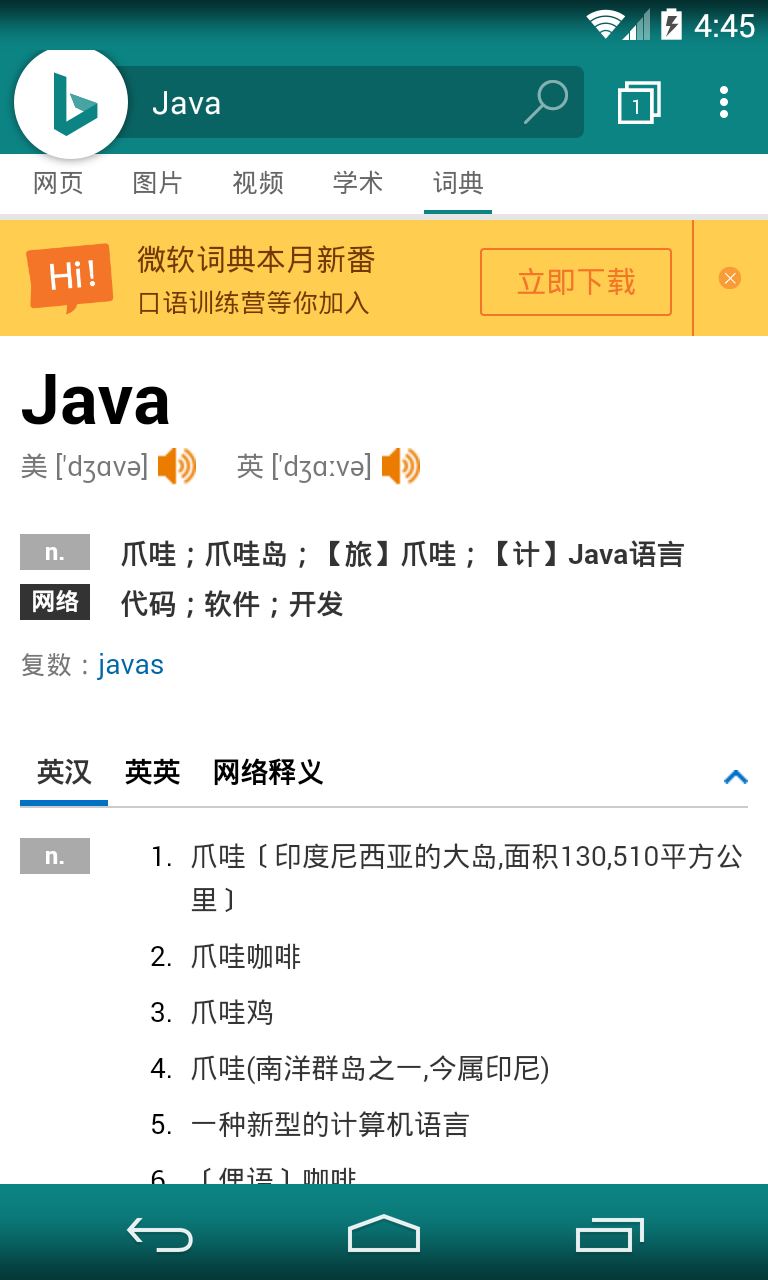 4:45
Java
1
网页 图片 视频 学术 词典
Hi!
微软词典本月新番
口语训练营等你加入
立即下载
Java
美 ['dʒɑvə] 英 ['dʒɑːvə]
n. 爪哇；爪哇岛；【旅】爪哇；【计】Java语言
网络 代码；软件；开发
复数：javas
英汉 英英 网络释义
n. 1. 爪哇〔印度尼西亚的大岛,面积130,510平方公
里〕
2. 爪哇咖啡
3. 爪哇鸡
4. 爪哇(南洋群岛之一,今属印尼)
5. 一种新型的计算机语言
6. 〔俚语〕咖啡